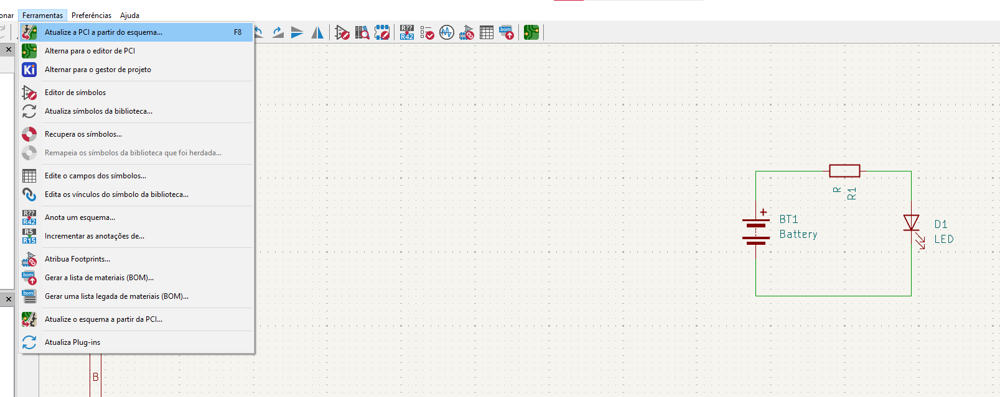 onar Ferramentas Preferências Ajuda
Atualize a PCI a partir do esquema... F8
Alterna para o editor de PCI
Alternar para o gestor de projeto
Editor de símbolos
Atualiza símbolos da biblioteca...
Recupera os símbolos...
Remapeia os símbolos da biblioteca que foi herdada...
Edite o campos dos símbolos...
Edita os vínculos do símbolo da biblioteca...
Anota um esquema...
Incrementar as anotações de...
Atribua Footprints...
Gerar a lista de materiais (BOM)...
Gerar uma lista legada de materiais (BOM)...
Atualize o esquema a partir da PCI...
Atualiza Plug-ins
Ki
R??
R42
R5
R15
.bom
.bom
R??
R42
.bom
R
R1
+
BT1
Battery
D1
LED
B